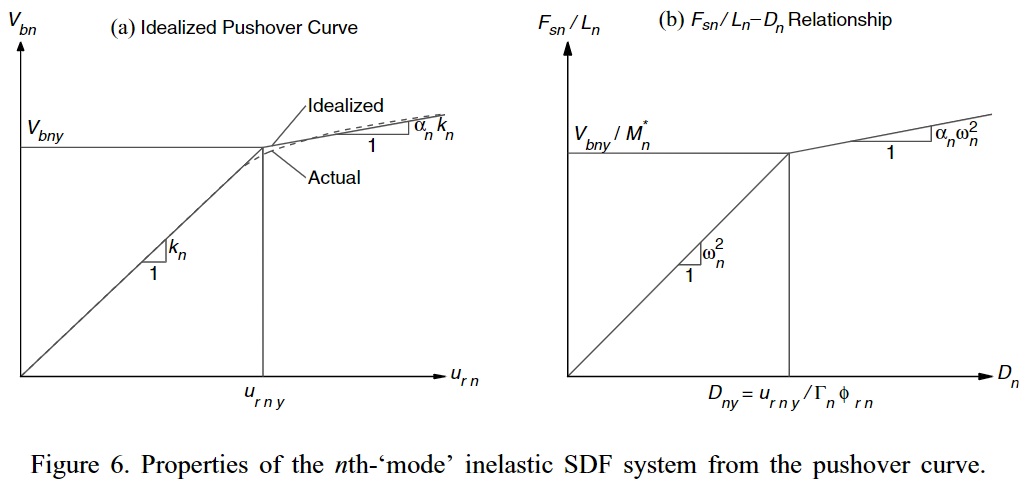 V_bn
(a) Idealized Pushover Curve
V_bny
Idealized
α_n k_n
1
Actual
k_n
1
u_rn
u_rny
F_sn / L_n
(b) F_sn / L_n–D_n Relationship
V_bny / M_n^*
α_n ω_n^2
1
ω_n^2
1
D_n
D_ny = u_rny / Γ_n ϕ_rn
Figure 6. Properties of the nth-‘mode’ inelastic SDF system from the pushover curve.